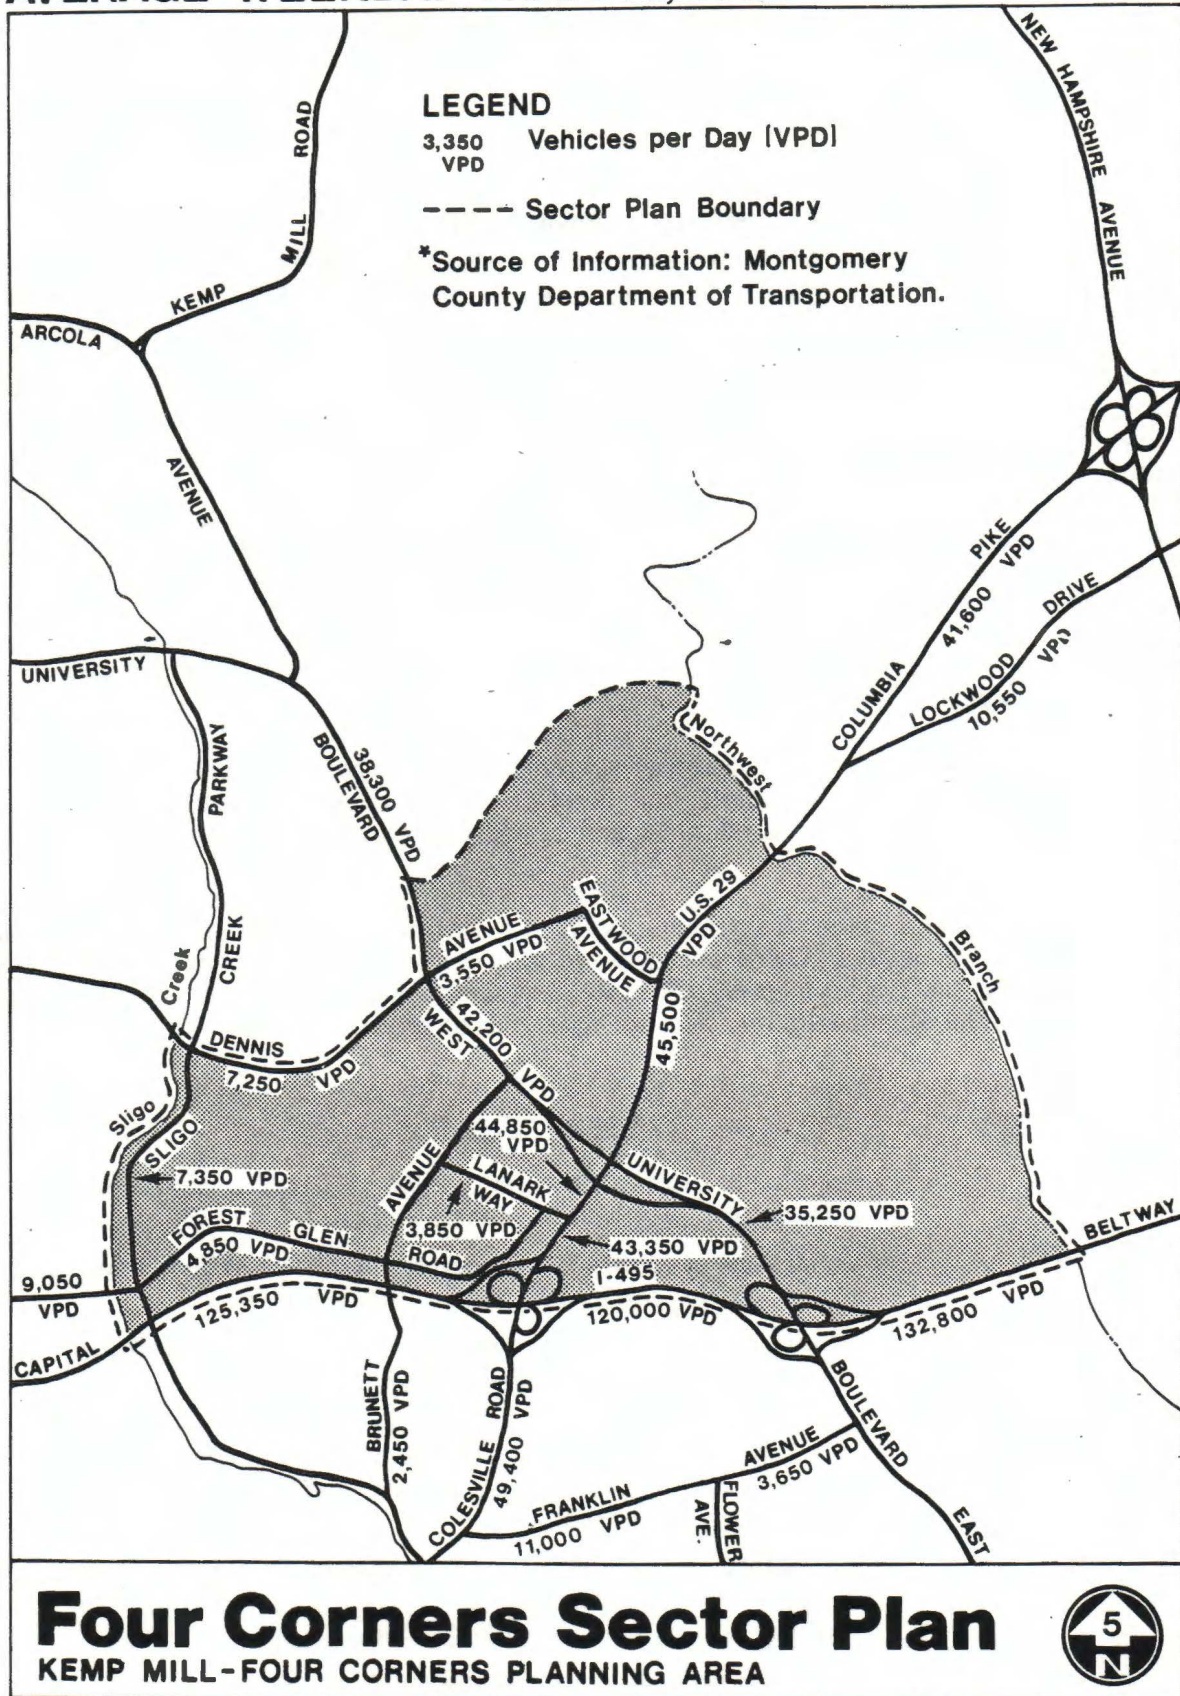 LEGEND
3,350 VPD Vehicles per Day (VPD)
Sector Plan Boundary
*Source of Information: Montgomery
County Department of Transportation.
NEW HAMPSHIRE AVENUE
KEMP MILL ROAD
ARCOLA AVENUE
UNIVERSITY BOULEVARD WEST
38,300 VPD
42,200 VPD
COLUMBIA PIKE
41,600 VPD
LOCKWOOD DRIVE
10,550 VPD
Northwest Branch
U.S. 29
45,500 VPD
EASTWOOD AVENUE
AVENUE
3,550 VPD
SLIGO CREEK PARKWAY
Sligo Creek
DENNIS
7,250 VPD
7,350 VPD
44,850 VPD
LANARK WAY
3,850 VPD
UNIVERSITY BOULEVARD EAST
35,250 VPD
43,350 VPD
FOREST GLEN ROAD
4,850 VPD
9,050 VPD
CAPITAL BELTWAY
I-495
125,350 VPD
120,000 VPD
132,800 VPD
BRUNETT AVENUE
2,450 VPD
COLESVILLE ROAD
49,400 VPD
FRANKLIN AVENUE
11,000 VPD
3,650 VPD
FLOWER AVE.
Four Corners Sector Plan
KEMP MILL-FOUR CORNERS PLANNING AREA
5
N